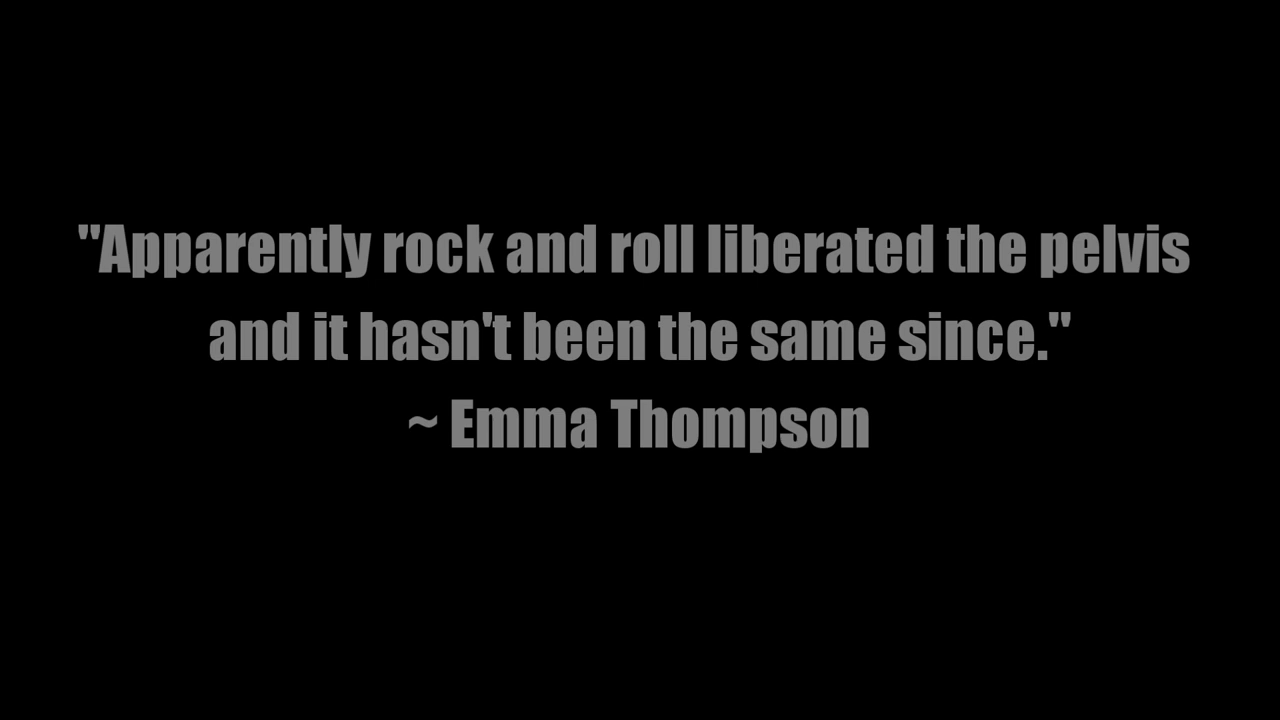 "Apparently rock and roll liberated the pelvis
and it hasn't been the same since."
~ Emma Thompson